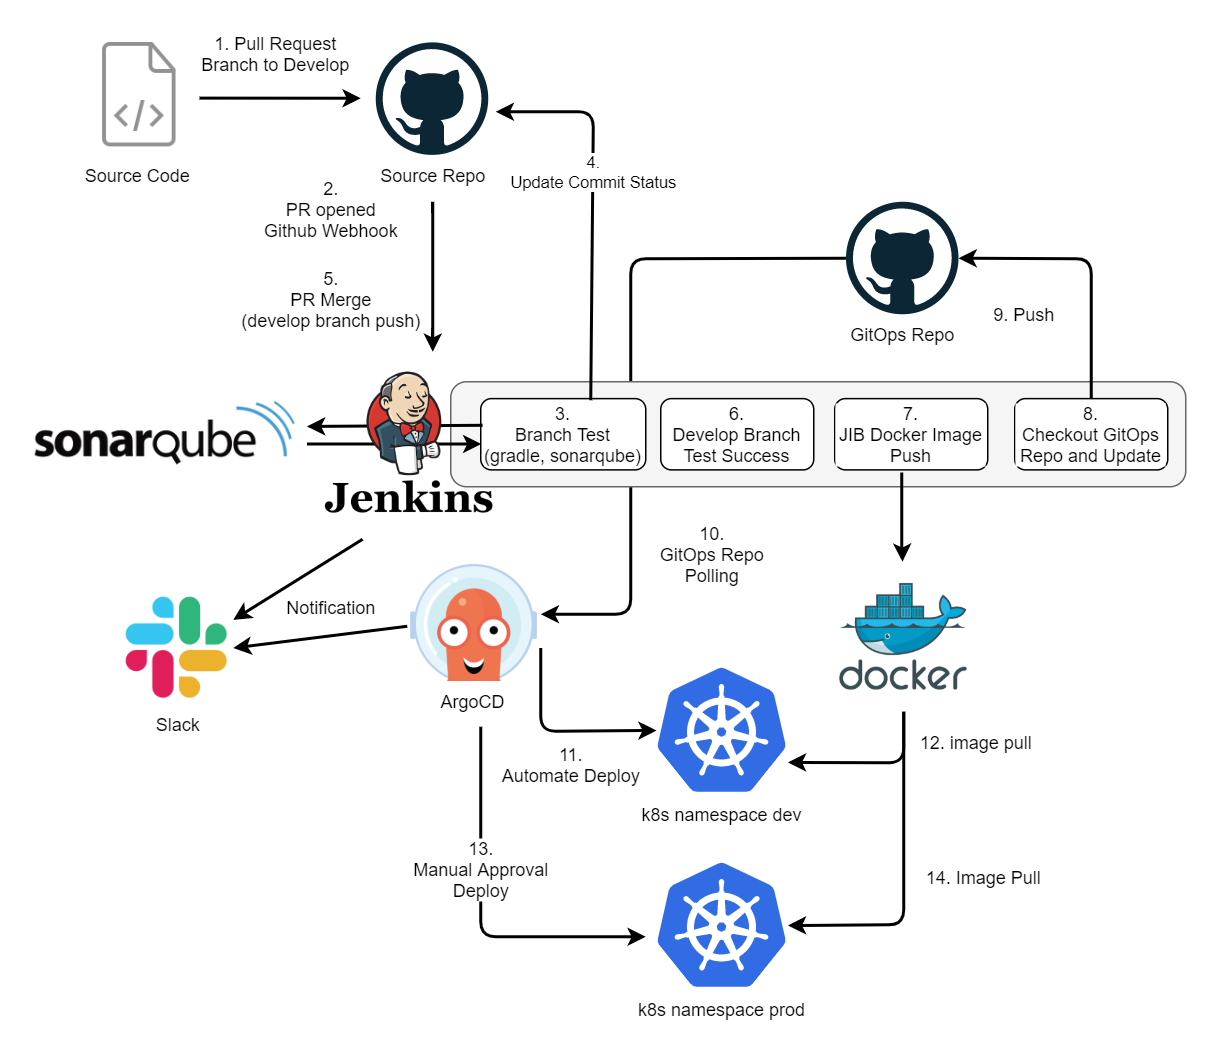 1. Pull Request
Branch to Develop
Source Code
Source Repo
4.
Update Commit Status
2.
PR opened
Github Webhook
5.
PR Merge
(develop branch push)
GitOps Repo
9. Push
sonarqube
Jenkins
3.
Branch Test
(gradle, sonarqube)
6.
Develop Branch
Test Success
7.
JIB Docker Image
Push
8.
Checkout GitOps
Repo and Update
10.
GitOps Repo
Polling
Notification
Slack
ArgoCD
docker
11.
Automate Deploy
12. image pull
k8s namespace dev
13.
Manual Approval
Deploy
14. Image Pull
k8s namespace prod